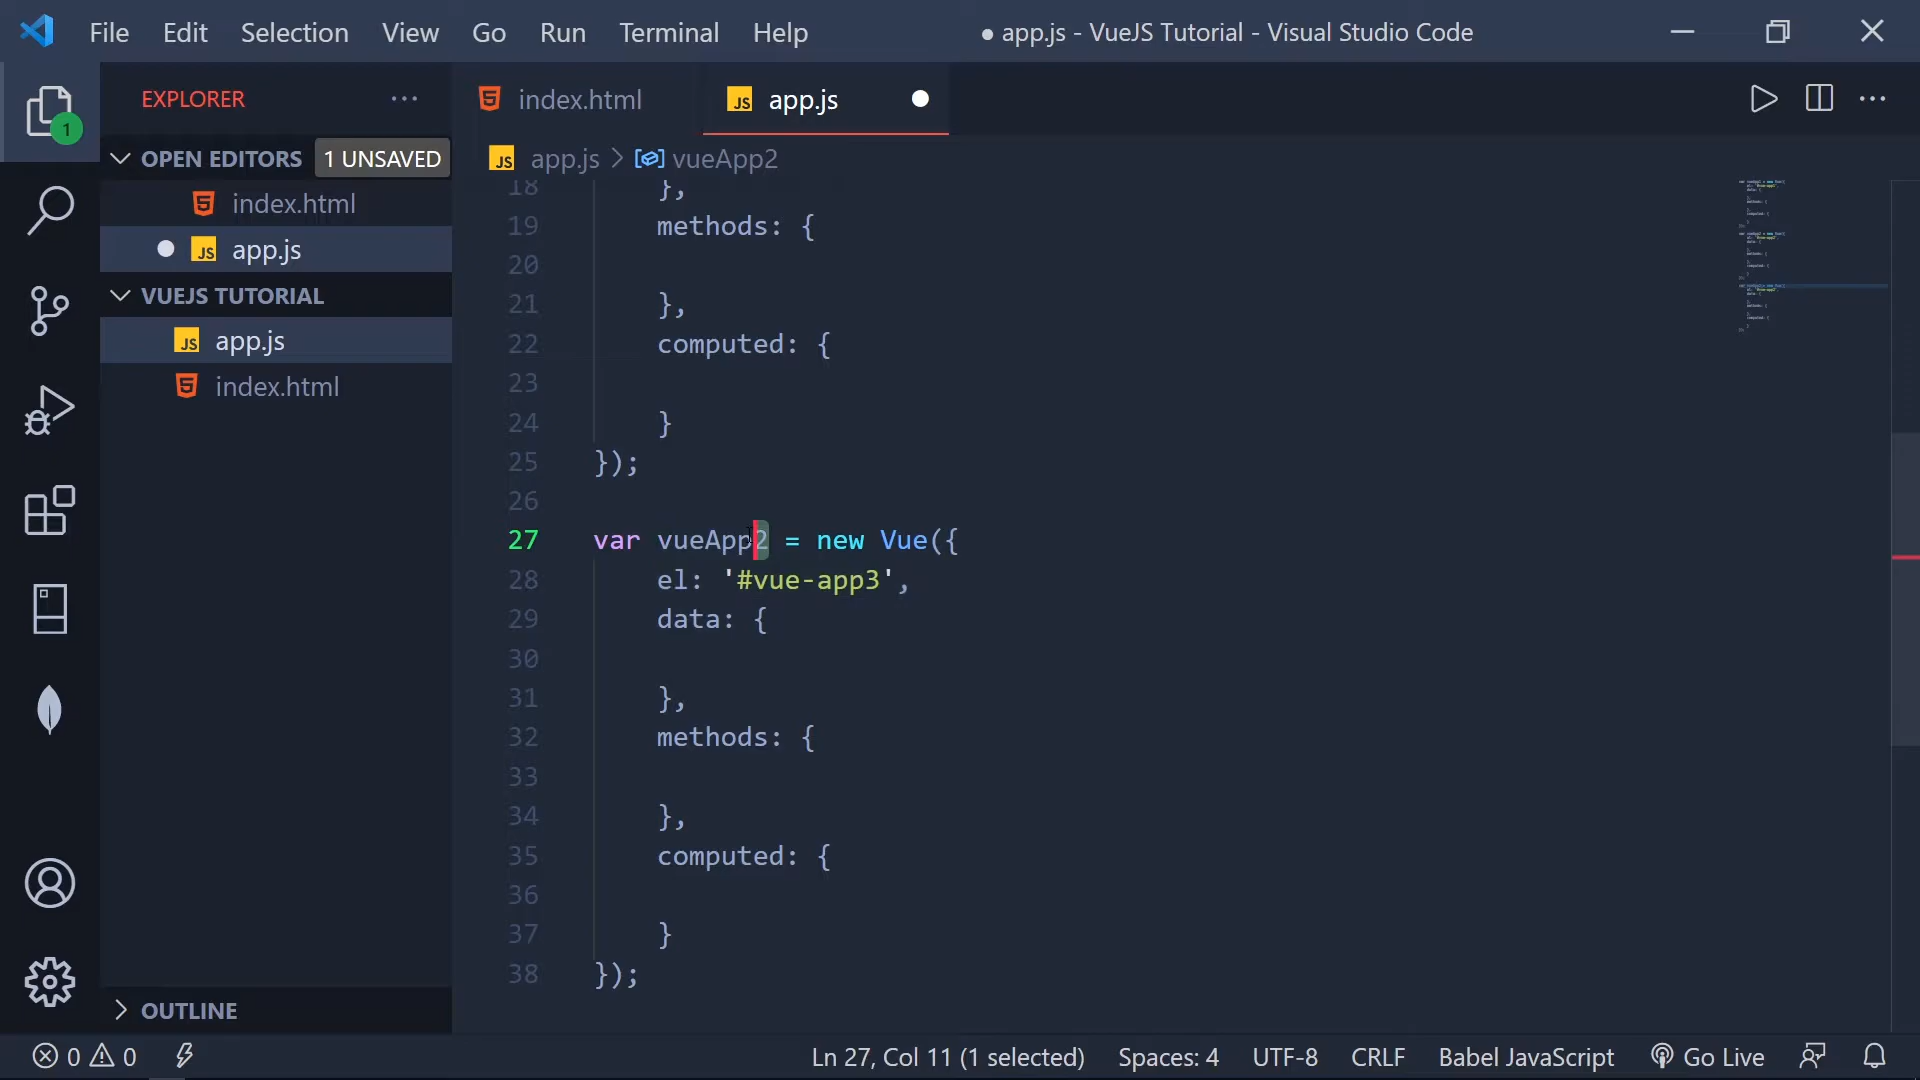 File Edit Selection View Go Run Terminal Help ● app.js - VueJS Tutorial - Visual Studio Code
EXPLORER ···
index.html
JS app.js
OPEN EDITORS 1 UNSAVED
index.html
JS app.js
VUEJS TUTORIAL
JS app.js
index.html
OUTLINE
1
JS app.js > vueApp2
18 },
19 methods: {
20
21 },
22 computed: {
23
24 }
25 });
26
27 var vueApp2 = new Vue({
28 el: '#vue-app3',
29 data: {
30
31 },
32 methods: {
33
34 },
35 computed: {
36
37 }
38 });
0 0 Ln 27, Col 11 (1 selected) Spaces: 4 UTF-8 CRLF Babel JavaScript Go Live